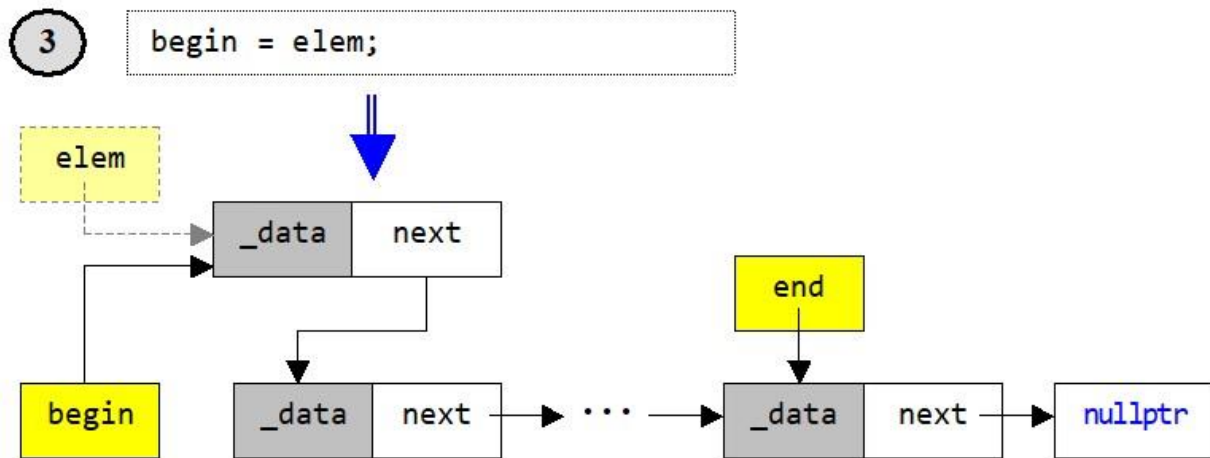 3
begin = elem;
elem
_data next
end
begin
_data next ... _data next nullptr